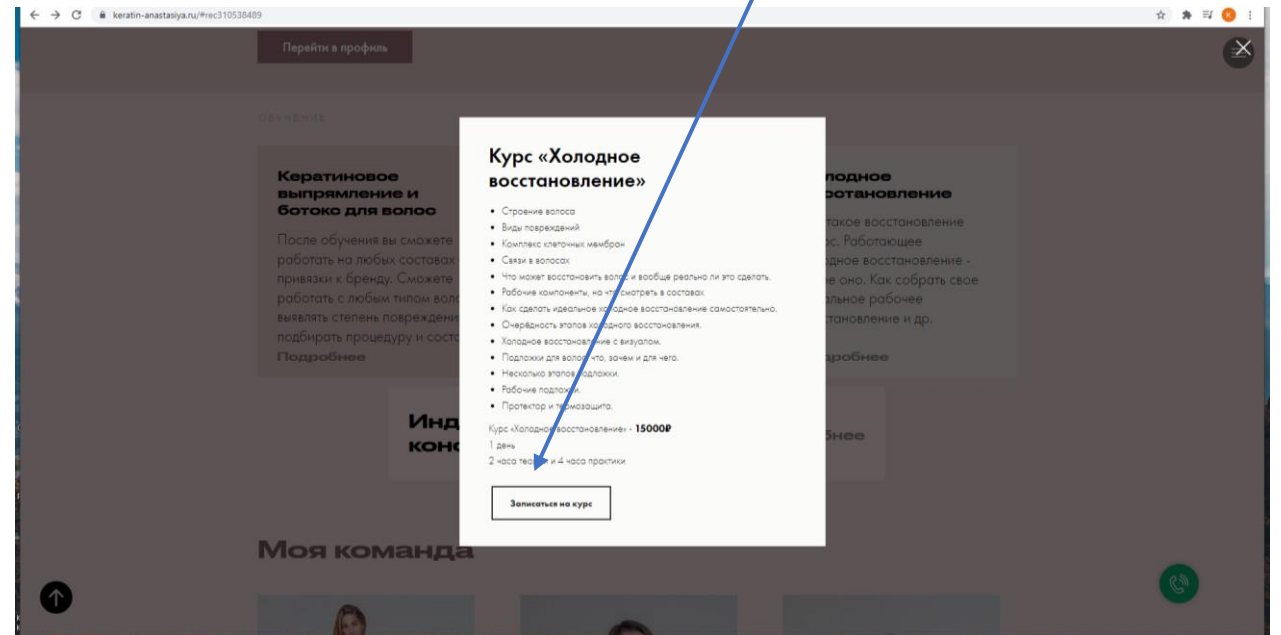 keratin-anastasiya.ru/#rec310538489
Перейти в профиль
ОБУЧЕНИЕ
Кератиновое
выпрямление и
ботокс для волос
После обучения вы сможете
работать на любых составах
привязки к бренду. Сможете
работать с любым типом воло
выявлять степень повреждени
подбирать процедуру и соста
Подробнее
Курс «Холодное
восстановление»
• Строение волоса
• Виды повреждений
• Комплекс клеточных мембран
• Связи в волосах
• Что может восстановить волос и вообще реально ли это сделать.
• Рабочие компоненты, на что смотреть в составах
• Как сделать идеальное холодное восстановление самостоятельно.
• Очерёдность этапов холодного восстановления.
• Холодное восстановление с визуалом.
• Подложки для волос, что, зачем и для чего.
• Несколько этапов подложки.
• Рабочие подложки.
• Протектор и термозащита.
Курс «Холодное восстановление» - 15000₽
1 день
2 часа теории и 4 часа практики
Записаться на курс
лодное
остановление
такое восстановление
ос. Работающее
одное восстановление -
е оно. Как собрать свое
альное рабочее
становление и др.
дробнее
Инд
конс
бнее
Моя команда